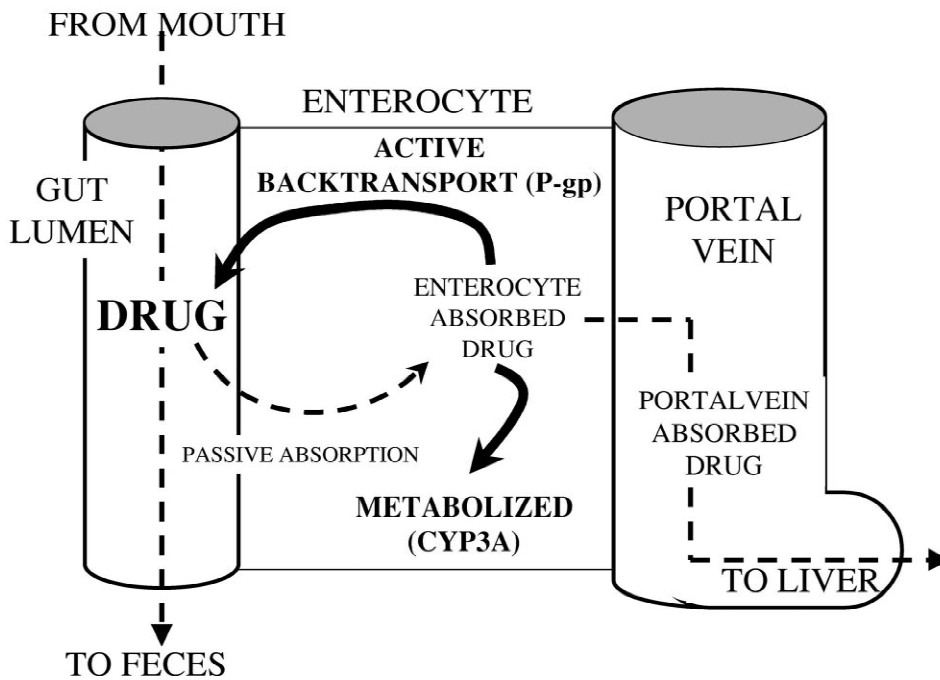 FROM MOUTH
ENTEROCYTE
ACTIVE
BACKTRANSPORT (P-gp)
GUT
LUMEN
PORTAL
VEIN
DRUG
ENTEROCYTE
ABSORBED
DRUG
PASSIVE ABSORPTION
PORTALVEIN
ABSORBED
DRUG
METABOLIZED
(CYP3A)
TO LIVER
TO FECES